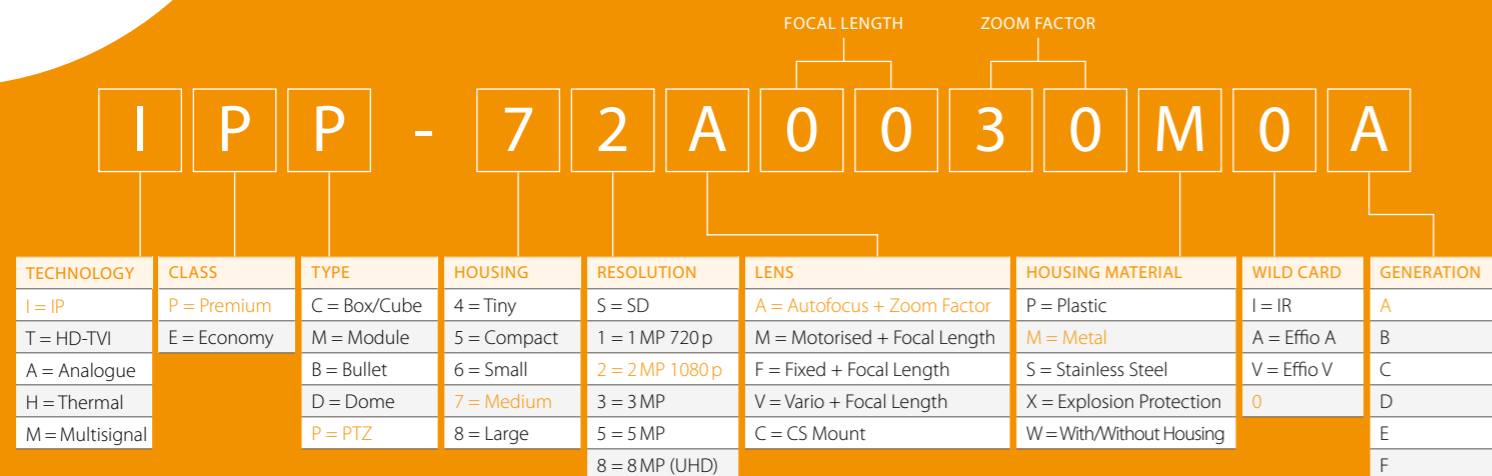 FOCAL LENGTH ZOOM FACTOR
I P P - 7 2 A 0 0 3 0 M 0 A
TECHNOLOGY CLASS TYPE HOUSING RESOLUTION LENS HOUSING MATERIAL WILD CARD GENERATION
I = IP P = Premium C = Box/Cube 4 = Tiny S = SD A = Autofocus + Zoom Factor P = Plastic I = IR A
T = HD-TVI E = Economy M = Module 5 = Compact 1 = 1 MP 720 p M = Motorised + Focal Length M = Metal A = Effio A B
A = Analogue B = Bullet 6 = Small 2 = 2 MP 1080 p F = Fixed + Focal Length S = Stainless Steel V = Effio V C
H = Thermal D = Dome 7 = Medium 3 = 3 MP V = Vario + Focal Length X = Explosion Protection 0 D
M = Multisignal P = PTZ 8 = Large 5 = 5 MP C = CS Mount W = With/Without Housing E
8 = 8 MP (UHD) F